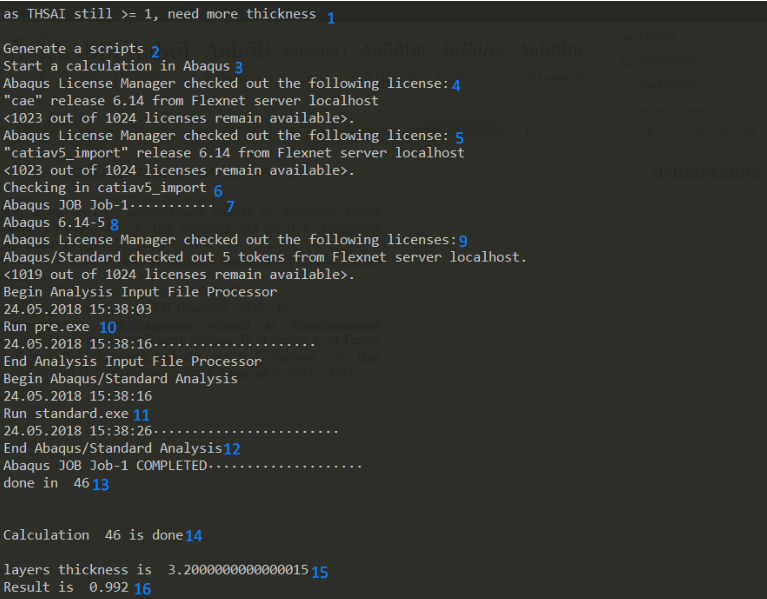 as THSAI still >= 1, need more thickness 1
Generate a scripts 2
Start a calculation in Abaqus 3
Abaqus License Manager checked out the following license: 4
"cae" release 6.14 from Flexnet server localhost
<1023 out of 1024 licenses remain available>.
Abaqus License Manager checked out the following license: 5
"catiav5_import" release 6.14 from Flexnet server localhost
<1023 out of 1024 licenses remain available>.
Checking in catiav5_import 6
Abaqus JOB Job-1··········· 7
Abaqus 6.14-5 8
Abaqus License Manager checked out the following licenses: 9
Abaqus/Standard checked out 5 tokens from Flexnet server localhost.
<1019 out of 1024 licenses remain available>.
Begin Analysis Input File Processor
24.05.2018 15:38:03
Run pre.exe 10
24.05.2018 15:38:16·····················
End Analysis Input File Processor
Begin Abaqus/Standard Analysis
24.05.2018 15:38:16
Run standard.exe 11
24.05.2018 15:38:26························
End Abaqus/Standard Analysis 12
Abaqus JOB Job-1 COMPLETED····················
done in 46 13
Calculation 46 is done 14
layers thickness is 3.2000000000000015 15
Result is 0.992 16
ПРИЛОЖЕНИЕ